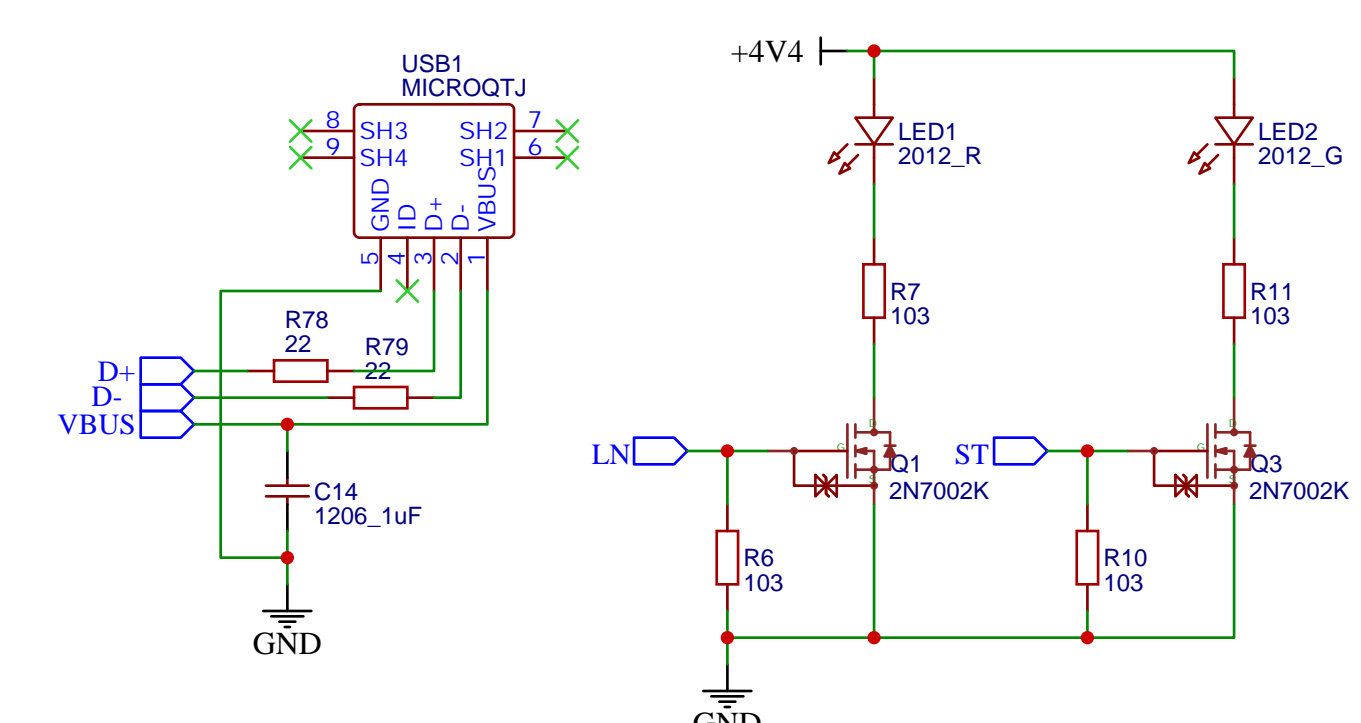 USB1
MICROQTJ
8 SH3 SH2 7
9 SH4 SH1 6
GND ID D+ D- VBUS
5 4 3 2 1
R78
22
R79
22
D+
D-
VBUS
C14
1206_1uF
GND
+4V4
LED1
2012_R
LED2
2012_G
R7
103
R11
103
LN
D
G
S
Q1
2N7002K
ST
D
G
S
Q3
2N7002K
R6
103
R10
103
GND